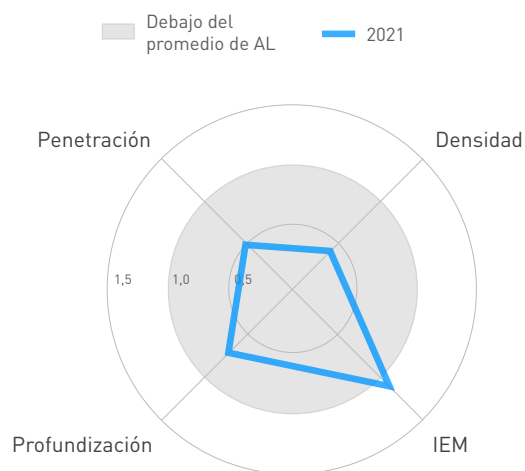 Debajo del
promedio de AL
2021
Penetración
Densidad
1,5
1,0
0,5
Profundización
IEM